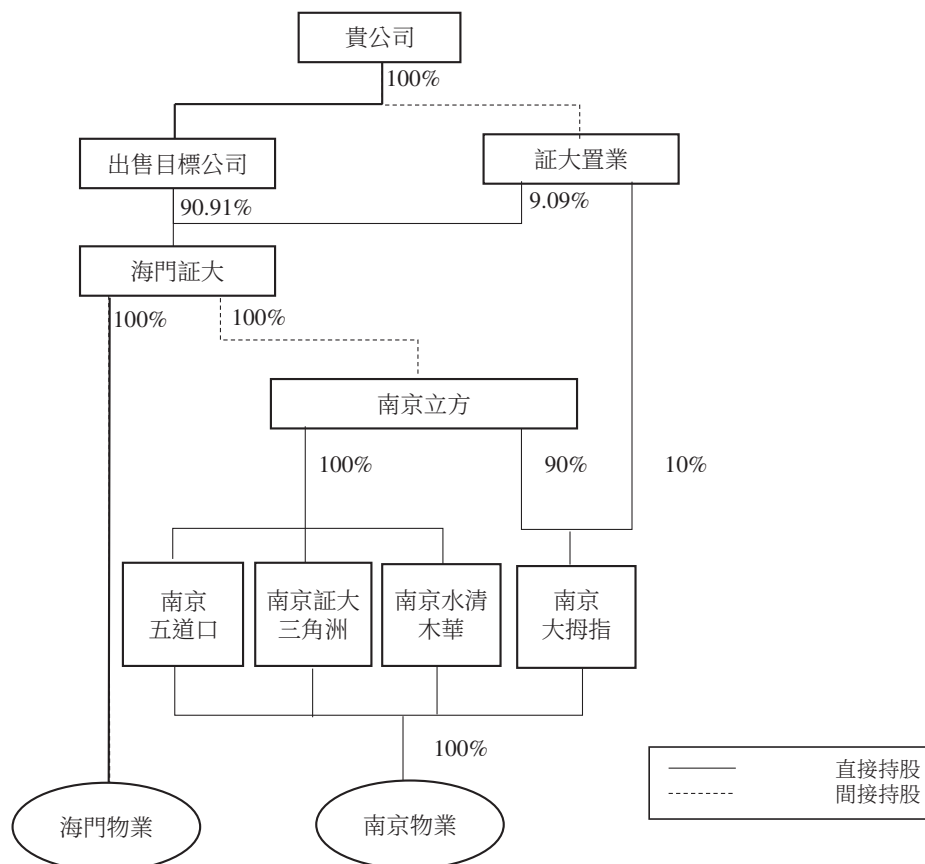 貴公司
100%
出售目標公司
証大置業
90.91%
9.09%
海門証大
100%
100%
南京立方
100%
90%
10%
南京
五道口
南京証大
三角洲
南京水清
木華
南京
大拇指
100%
直接持股
間接持股
海門物業
南京物業